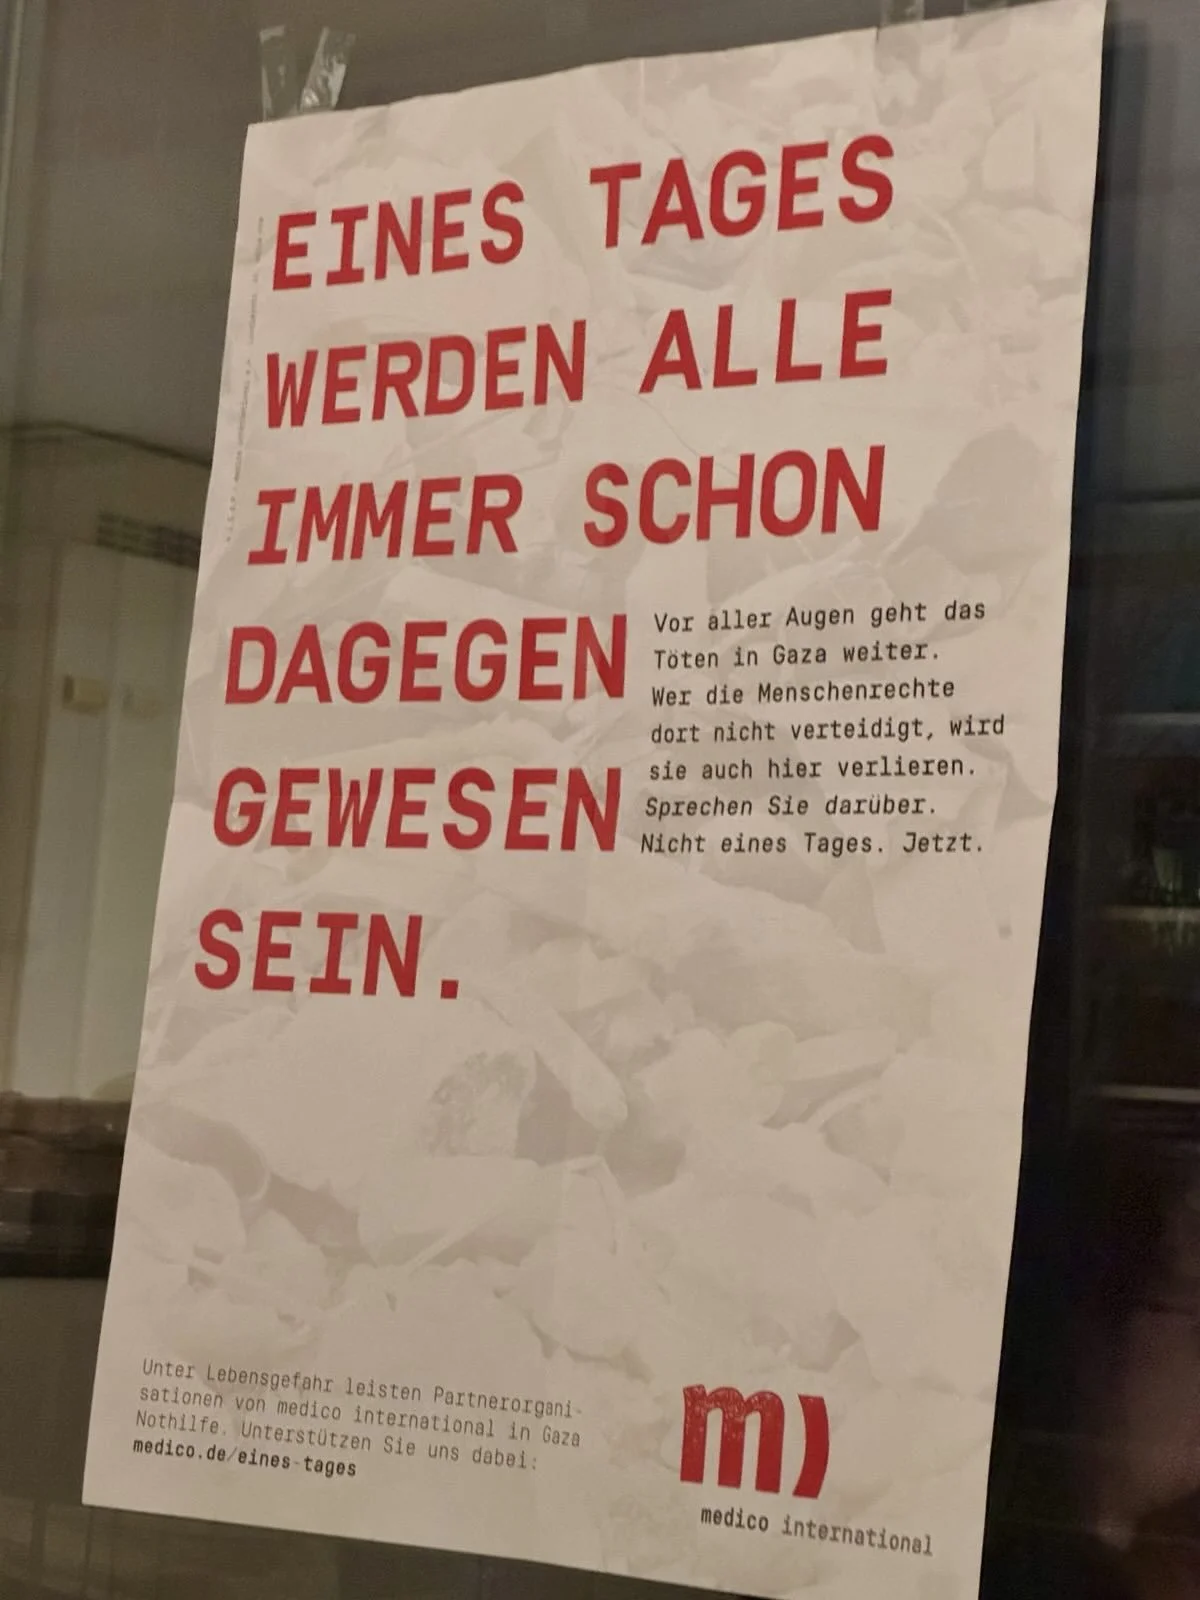 EINES TAGES
WERDEN ALLE
IMMER SCHON
DAGEGEN
GEWESEN
SEIN.
Vor aller Augen geht das
Töten in Gaza weiter.
Wer die Menschenrechte
dort nicht verteidigt, wird
sie auch hier verlieren.
Sprechen Sie darüber.
Nicht eines Tages. Jetzt.
Unter Lebensgefahr leisten Partnerorgani-
sationen von medico international in Gaza
Nothilfe. Unterstützen Sie uns dabei:
medico.de/eines-tages
m)
medico international